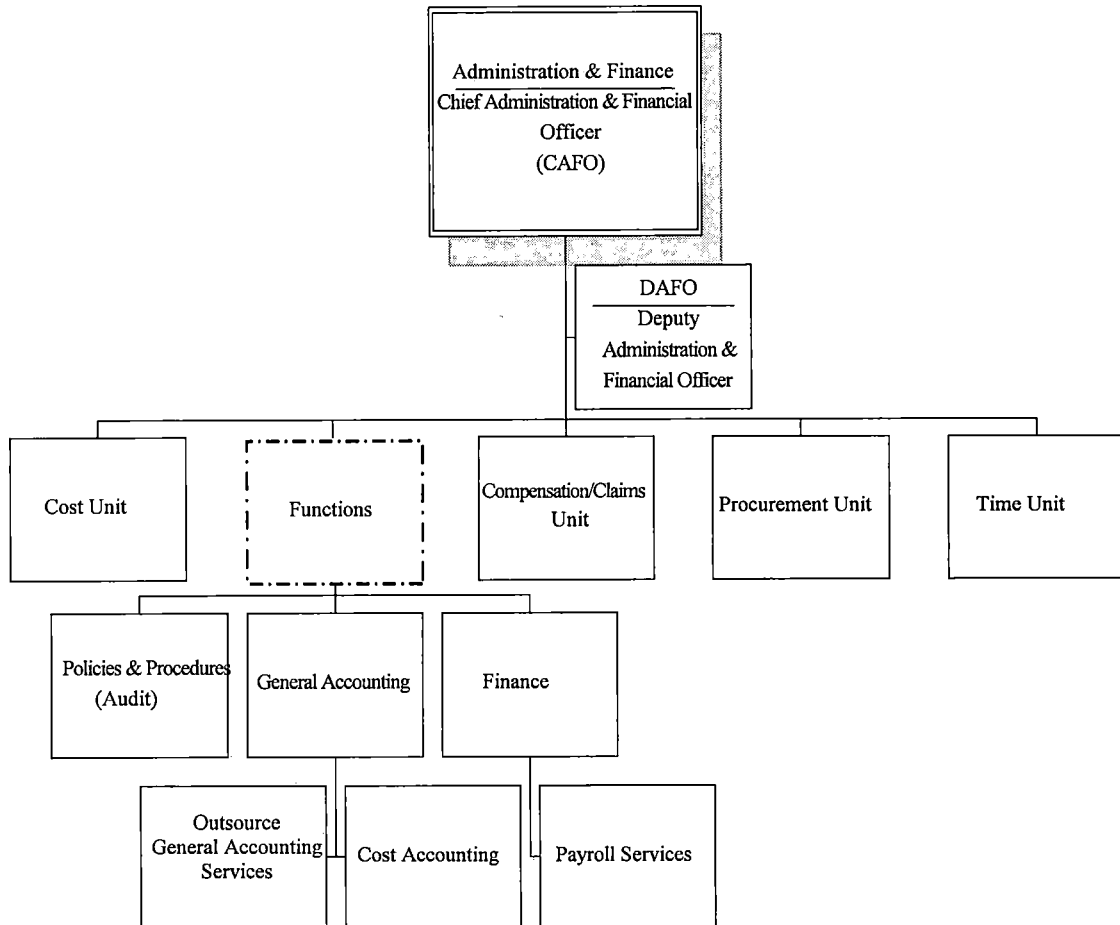 Administration & Finance
Chief Administration & Financial
Officer
(CAFO)
DAFO
Deputy
Administration &
Financial Officer
Cost Unit
Functions
Compensation/Claims
Unit
Procurement Unit
Time Unit
Policies & Procedures
(Audit)
General Accounting
Finance
Outsource
General Accounting
Services
Cost Accounting
Payroll Services